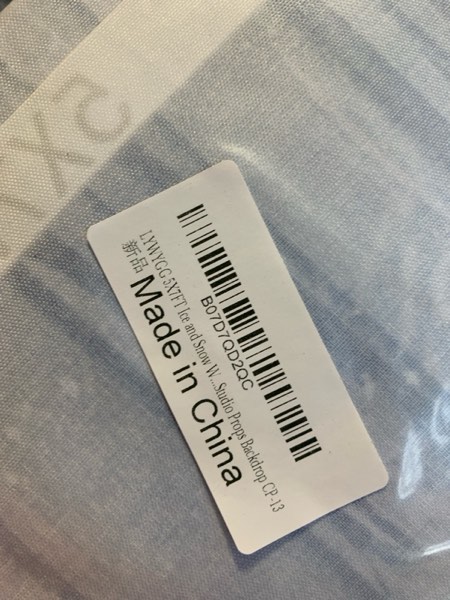 B07D7QD2QC
LYWYGG 5X7FT Ice and Snow W...Studio Props Backdrop CP-13
新品
Made in China